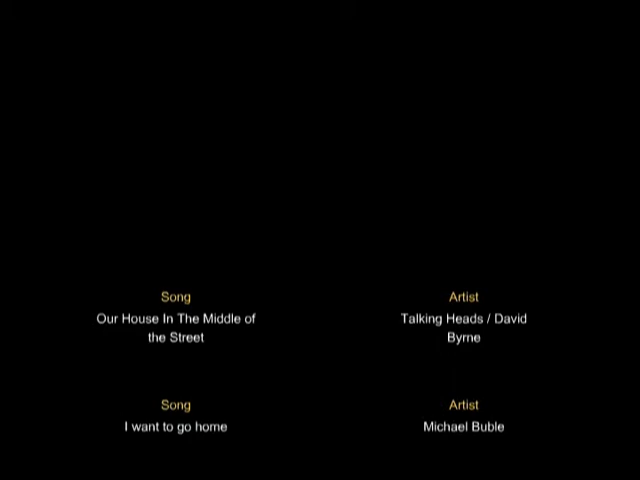 Song
Artist
Our House In The Middle of
the Street
Talking Heads / David
Byrne
Song
Artist
I want to go home
Michael Buble